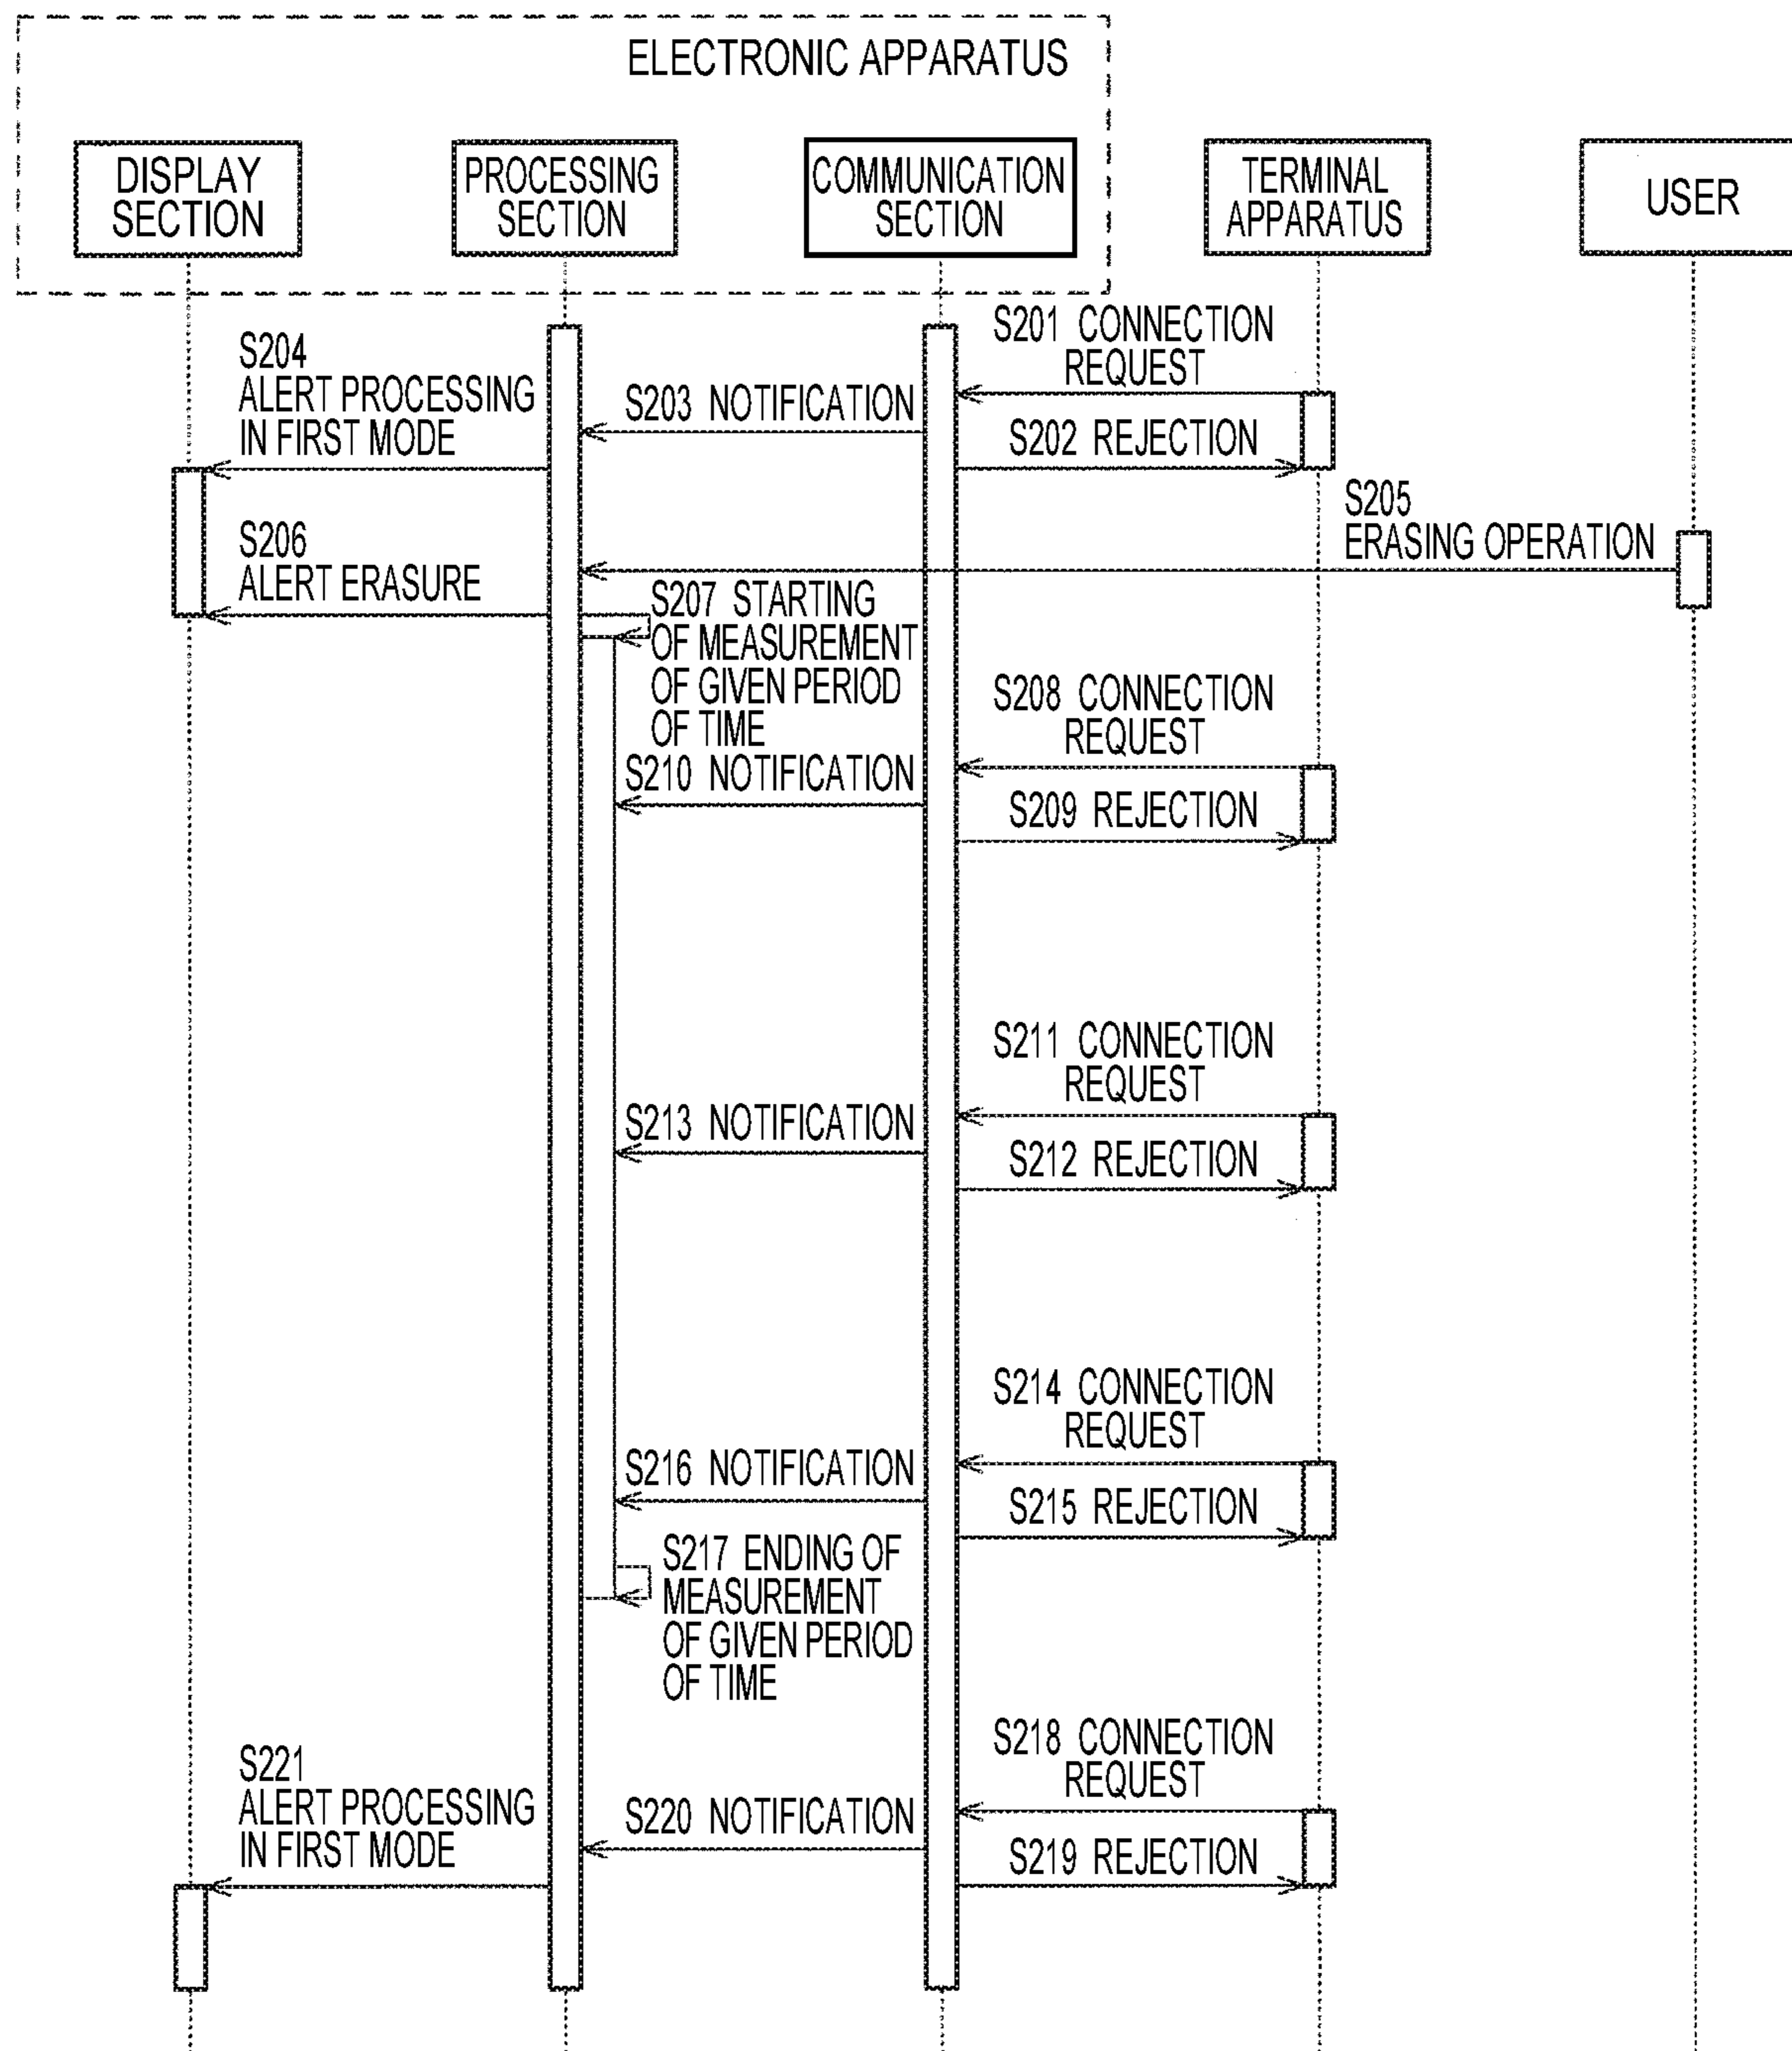 ELECTRONIC APPARATUS
DISPLAY
SECTION
PROCESSING
SECTION
COMMUNICATION
SECTION
TERMINAL
APPARATUS
USER
S201 CONNECTION
REQUEST
S203 NOTIFICATION
S202 REJECTION
S204
ALERT PROCESSING
IN FIRST MODE
S205
ERASING OPERATION
S206
ALERT ERASURE
S207 STARTING
OF MEASUREMENT
OF GIVEN PERIOD
OF TIME
S208 CONNECTION
REQUEST
S210 NOTIFICATION
S209 REJECTION
S211 CONNECTION
REQUEST
S213 NOTIFICATION
S212 REJECTION
S214 CONNECTION
REQUEST
S216 NOTIFICATION
S215 REJECTION
S217 ENDING OF
MEASUREMENT
OF GIVEN PERIOD
OF TIME
S218 CONNECTION
REQUEST
S220 NOTIFICATION
S219 REJECTION
S221
ALERT PROCESSING
IN FIRST MODE